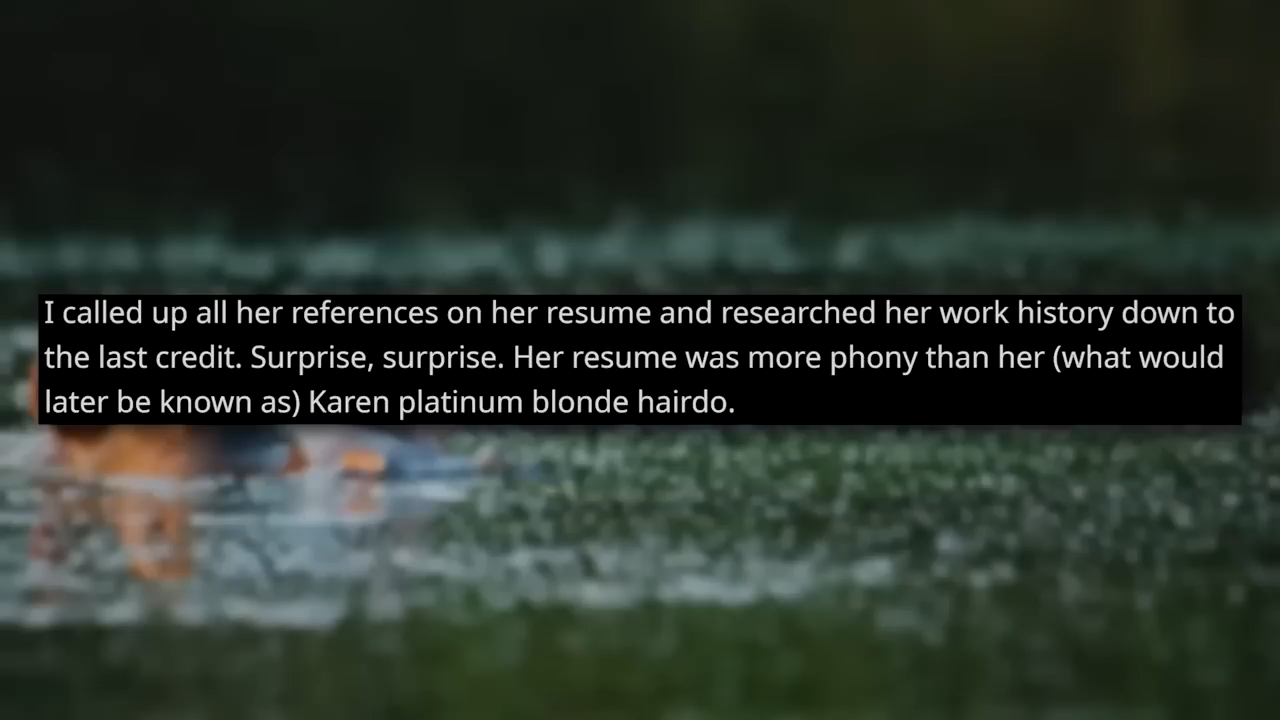 I called up all her references on her resume and researched her work history down to
the last credit. Surprise, surprise. Her resume was more phony than her (what would
later be known as) Karen platinum blonde hairdo.